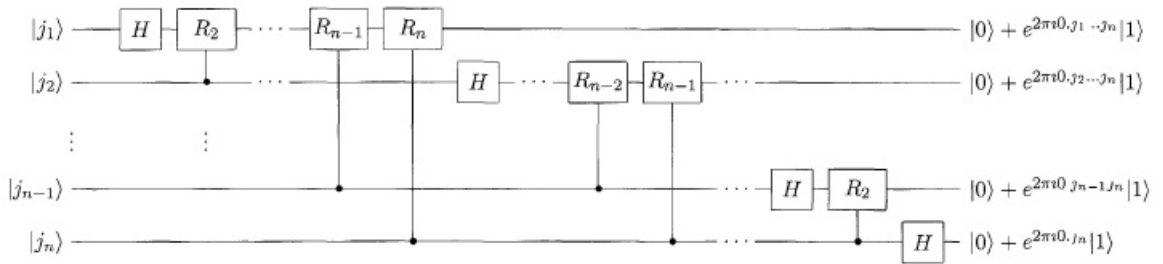 |j₁⟩ H R₂ ··· Rₙ₋₁ Rₙ |0⟩ + e^{2πi0.j₁···jₙ}|1⟩
|j₂⟩ ··· H ··· Rₙ₋₂ Rₙ₋₁ ··· |0⟩ + e^{2πi0.j₂···jₙ}|1⟩
⋮ ⋮
|jₙ₋₁⟩ ··· H R₂ |0⟩ + e^{2πi0.jₙ₋₁jₙ}|1⟩
|jₙ⟩ ··· H |0⟩ + e^{2πi0.jₙ}|1⟩